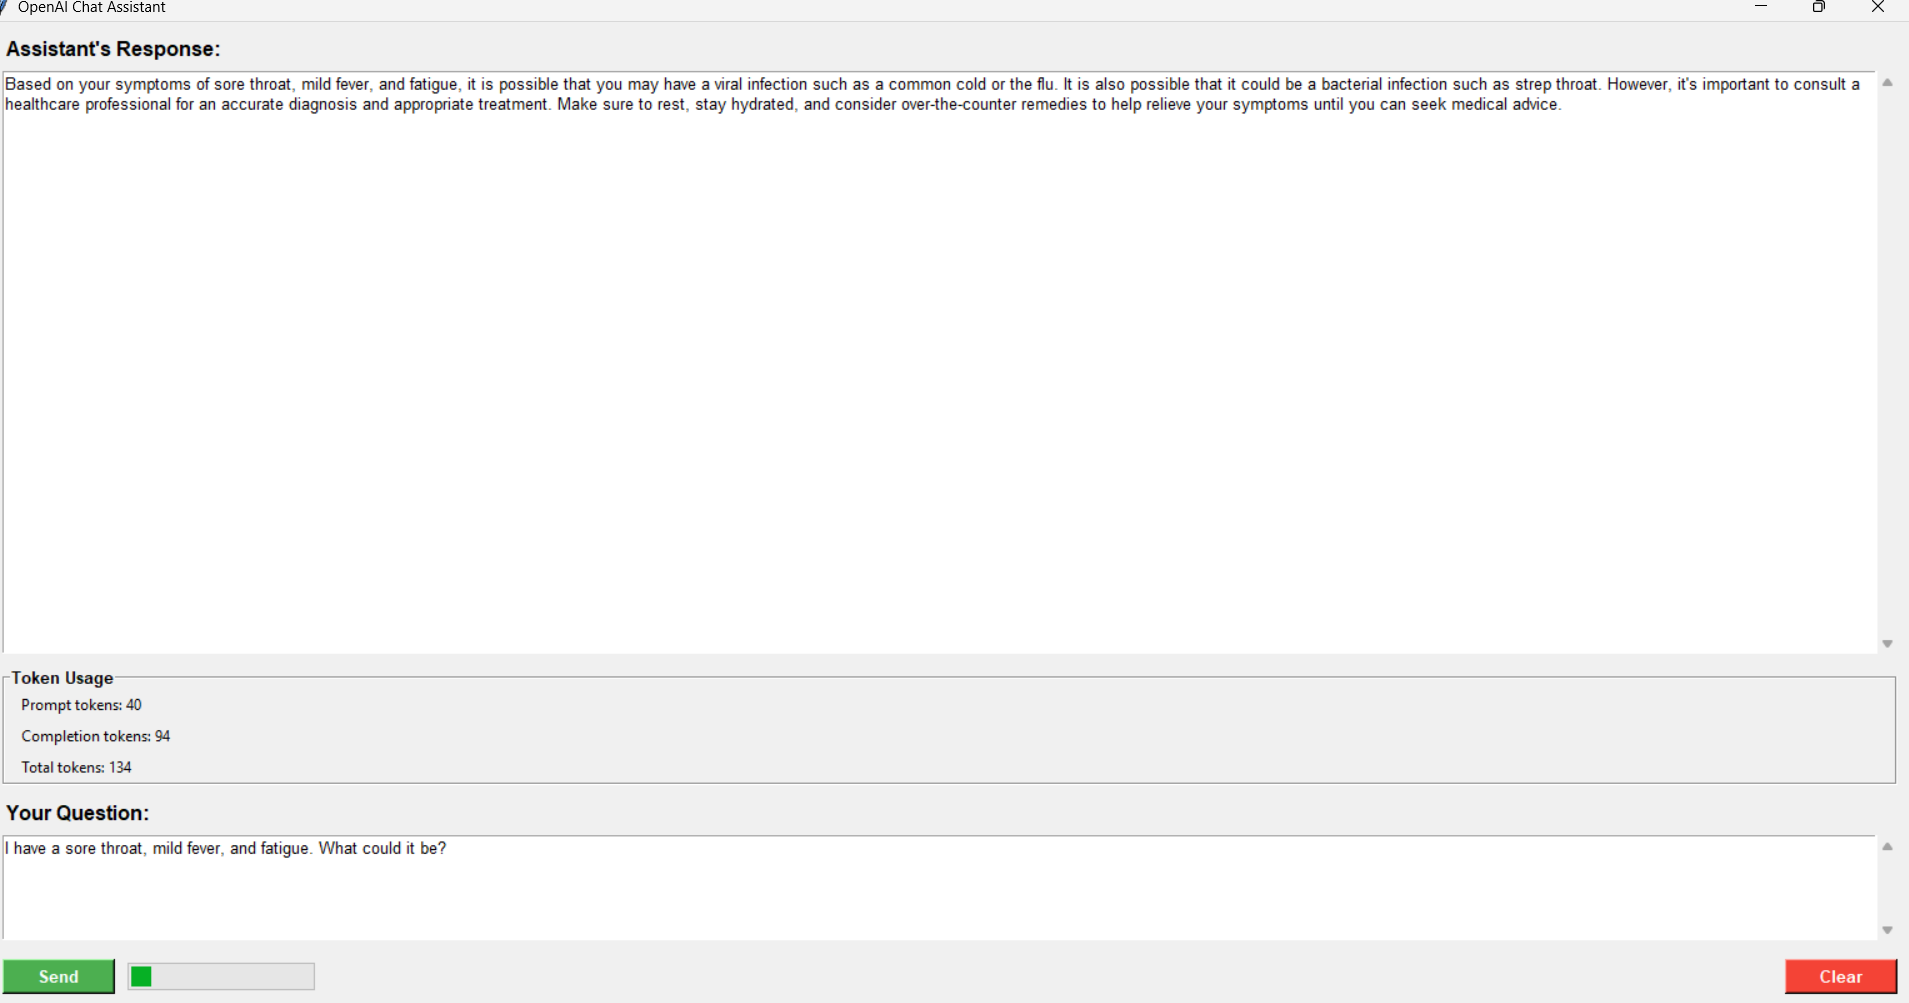 OpenAI Chat Assistant
Assistant's Response:
Based on your symptoms of sore throat, mild fever, and fatigue, it is possible that you may have a viral infection such as a common cold or the flu. It is also possible that it could be a bacterial infection such as strep throat. However, it's important to consult a
healthcare professional for an accurate diagnosis and appropriate treatment. Make sure to rest, stay hydrated, and consider over-the-counter remedies to help relieve your symptoms until you can seek medical advice.
Token Usage
Prompt tokens: 40
Completion tokens: 94
Total tokens: 134
Your Question:
I have a sore throat, mild fever, and fatigue. What could it be?
Send
Clear